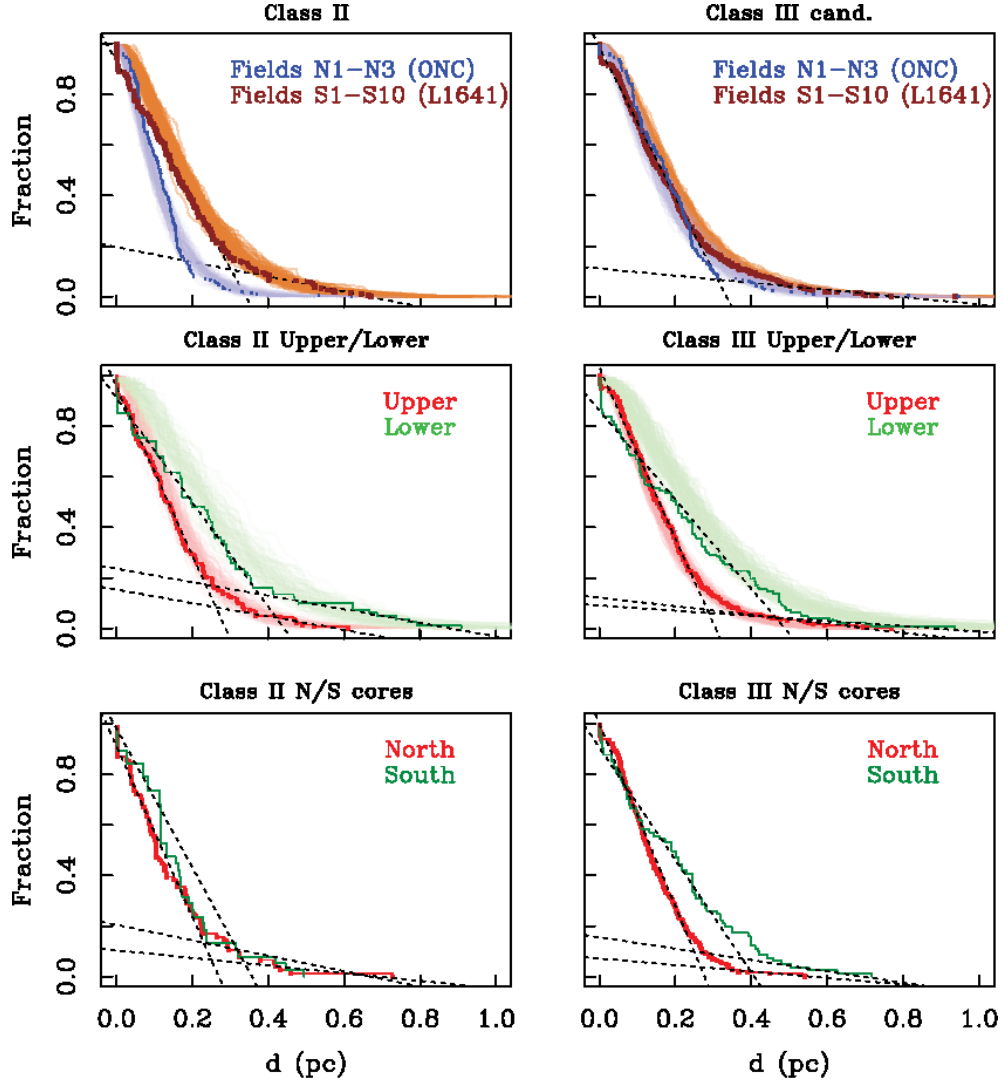 Class II
Class III cand.
Fields N1-N3 (ONC)
Fields S1-S10 (L1641)
Fields N1-N3 (ONC)
Fields S1-S10 (L1641)
Fraction
0.8
0.4
0.0
Class II Upper/Lower
Class III Upper/Lower
Upper
Lower
Upper
Lower
Fraction
0.8
0.4
0.0
Class II N/S cores
Class III N/S cores
North
South
North
South
Fraction
0.8
0.4
0.0
0.0 0.2 0.4 0.6 0.8 1.0
0.0 0.2 0.4 0.6 0.8 1.0
d (pc)
d (pc)